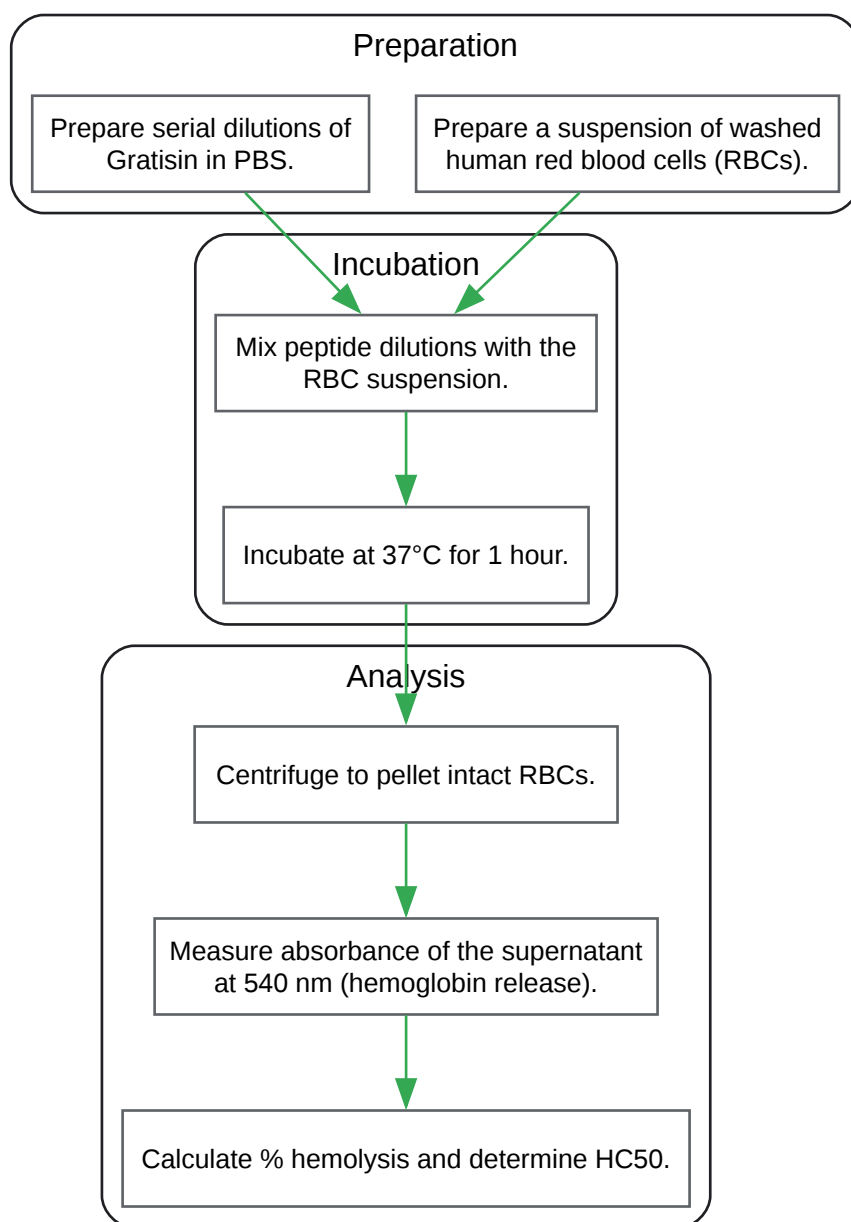 Preparation
Prepare serial dilutions of
Gratisin in PBS.
Prepare a suspension of washed
human red blood cells (RBCs).
Incubation
Mix peptide dilutions with the
RBC suspension.
Incubate at 37°C for 1 hour.
Analysis
Centrifuge to pellet intact RBCs.
Measure absorbance of the supernatant
at 540 nm (hemoglobin release).
Calculate % hemolysis and determine HC50.